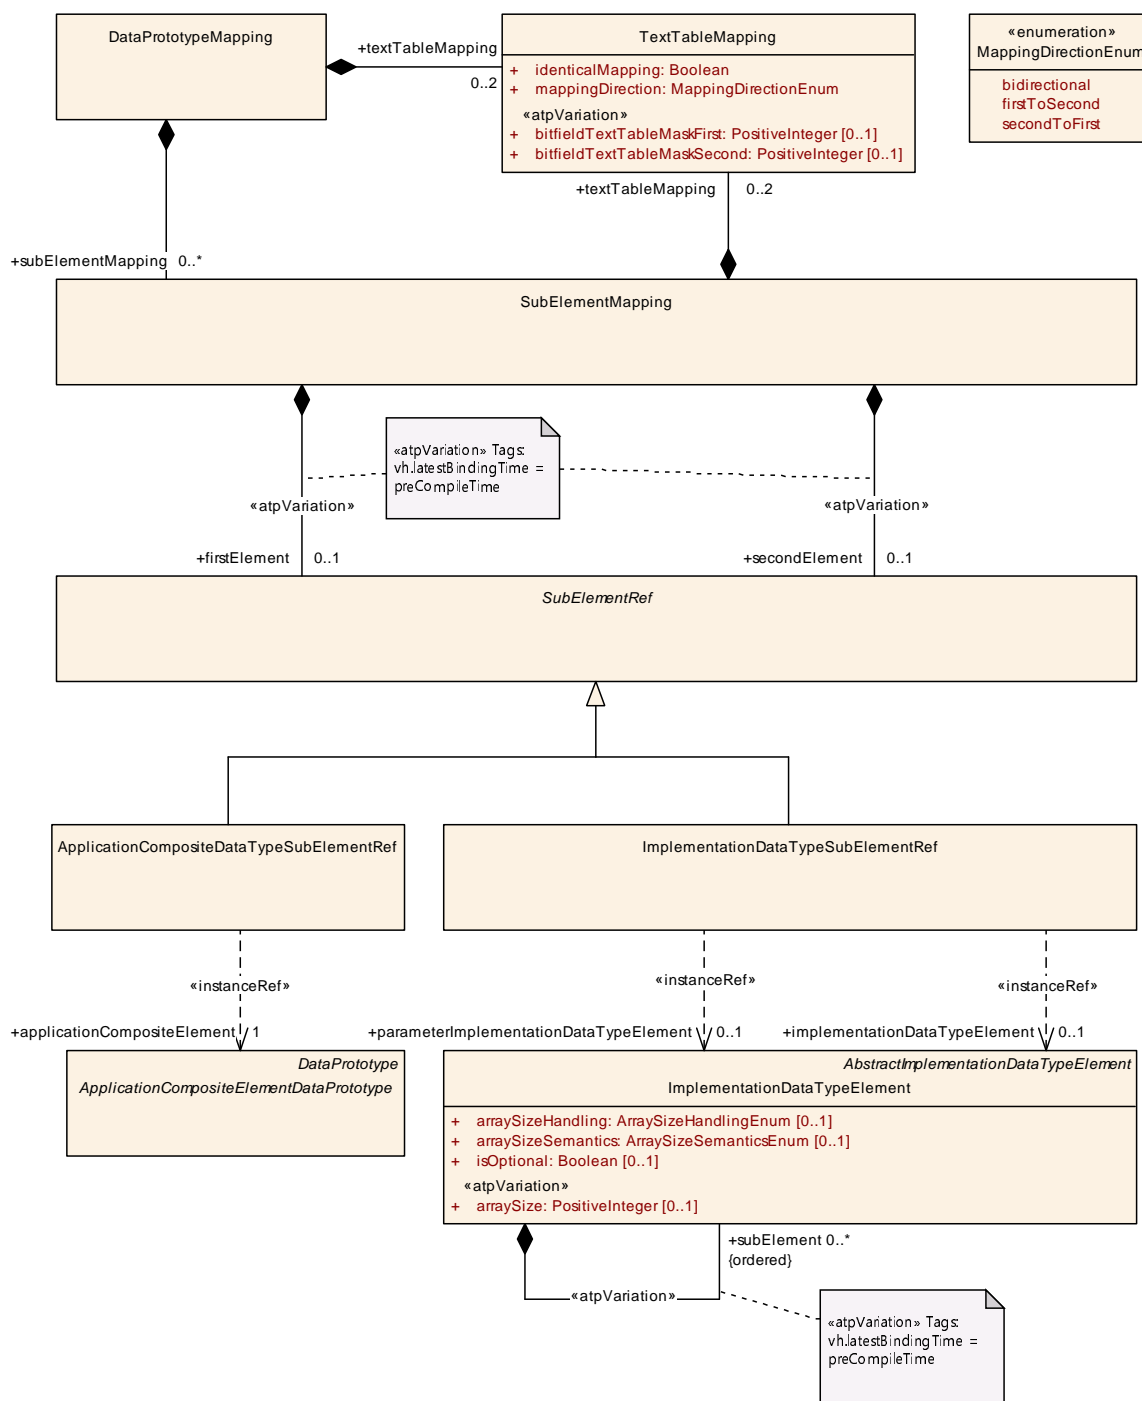 DataPrototypeMapping
+textTableMapping
0..2
TextTableMapping
+ identicalMapping: Boolean
+ mappingDirection: MappingDirectionEnum
«atpVariation»
+ bitfieldTextTableMaskFirst: PositiveInteger [0..1]
+ bitfieldTextTableMaskSecond: PositiveInteger [0..1]
«enumeration»
MappingDirectionEnum
bidirectional
firstToSecond
secondToFirst
+textTableMapping 0..2
+subElementMapping 0..*
SubElementMapping
«atpVariation» Tags:
vh.latestBindingTime =
preCompileTime
«atpVariation»
«atpVariation»
+firstElement 0..1
+secondElement 0..1
SubElementRef
ApplicationCompositeDataTypeSubElementRef
ImplementationDataTypeSubElementRef
«instanceRef»
«instanceRef»
«instanceRef»
+applicationCompositeElement 1
+parameterImplementationDataTypeElement 0..1
+implementationDataTypeElement 0..1
DataPrototype
ApplicationCompositeElementDataPrototype
AbstractImplementationDataTypeElement
ImplementationDataTypeElement
+ arraySizeHandling: ArraySizeHandlingEnum [0..1]
+ arraySizeSemantics: ArraySizeSemanticsEnum [0..1]
+ isOptional: Boolean [0..1]
«atpVariation»
+ arraySize: PositiveInteger [0..1]
+subElement 0..*
{ordered}
«atpVariation»
«atpVariation» Tags:
vh.latestBindingTime =
preCompileTime